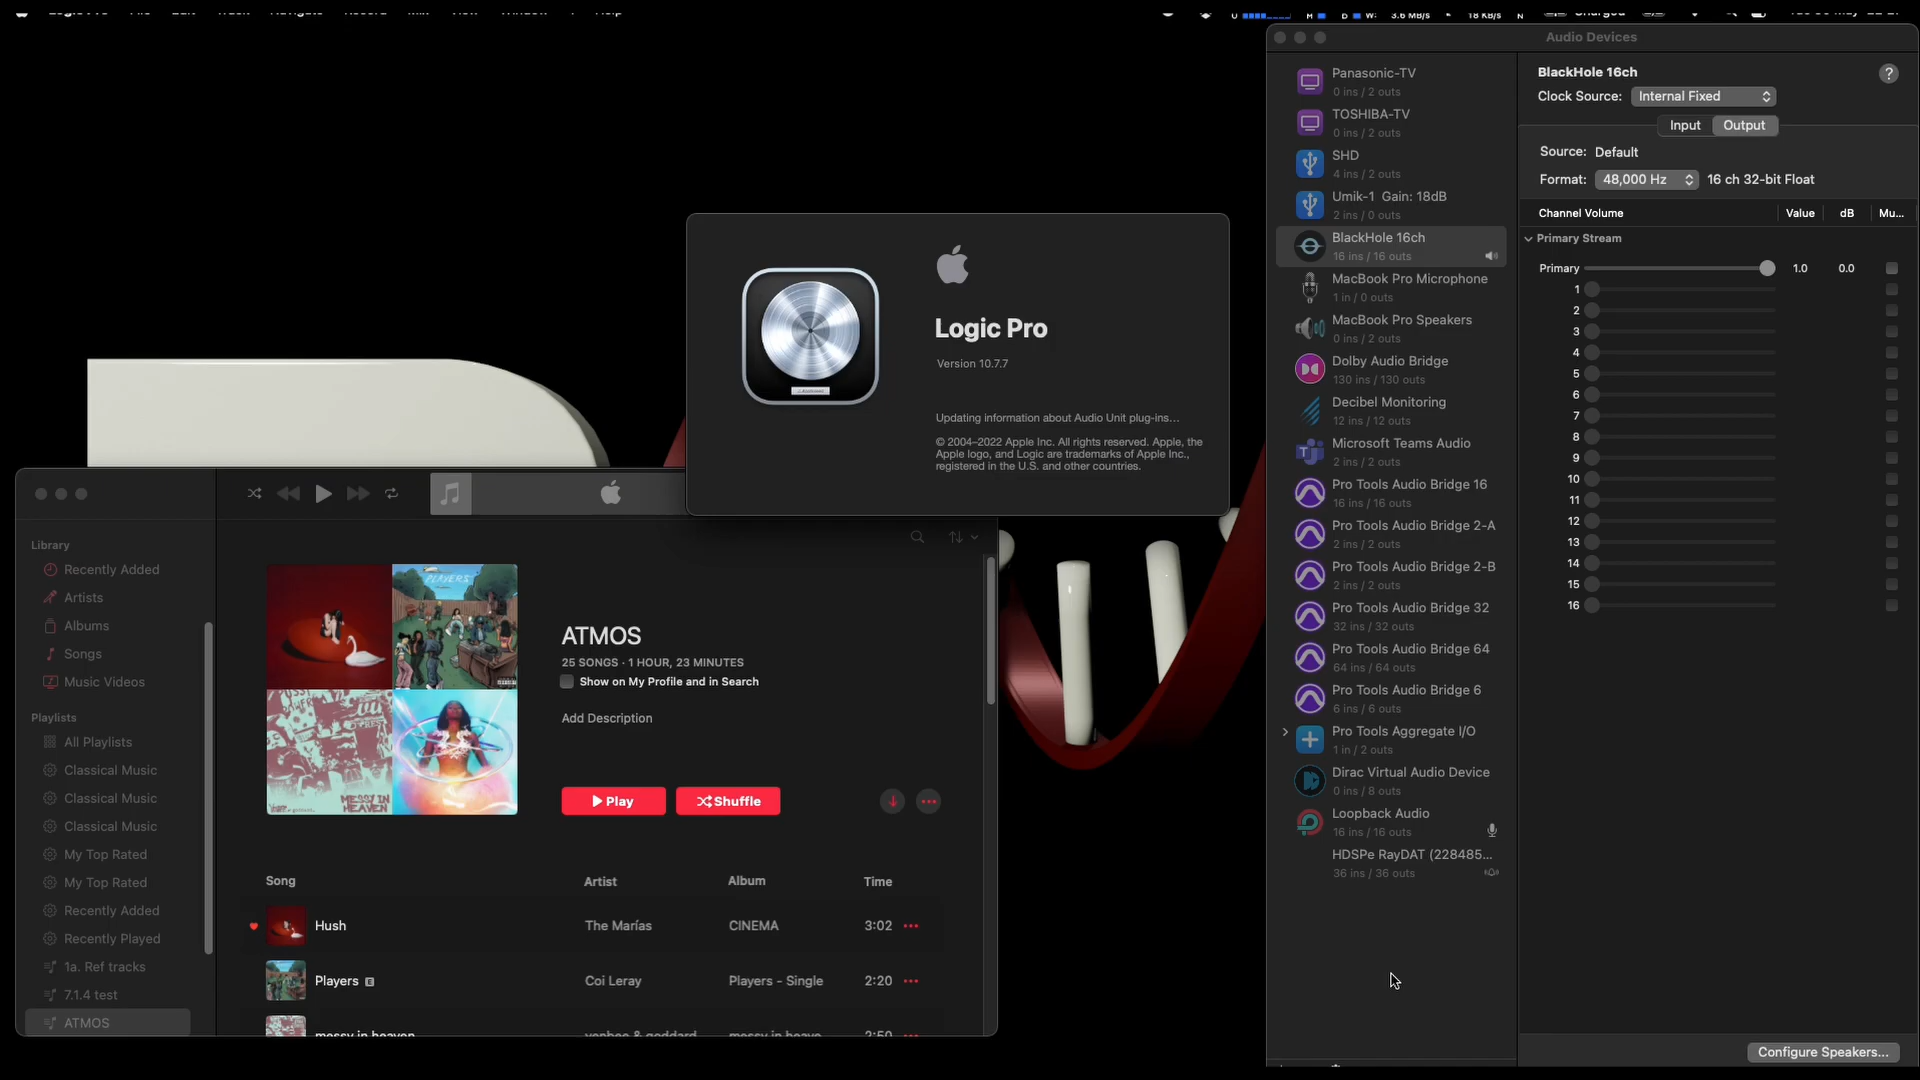 Audio Devices
Panasonic-TV
0 ins / 2 outs
TOSHIBA-TV
0 ins / 2 outs
SHD
4 ins / 2 outs
Umik-1 Gain: 18dB
2 ins / 0 outs
BlackHole 16ch
16 ins / 16 outs
MacBook Pro Microphone
1 in / 0 outs
MacBook Pro Speakers
0 ins / 2 outs
Dolby Audio Bridge
130 ins / 130 outs
Decibel Monitoring
12 ins / 12 outs
Microsoft Teams Audio
2 ins / 2 outs
Pro Tools Audio Bridge 16
16 ins / 16 outs
Pro Tools Audio Bridge 2-A
2 ins / 2 outs
Pro Tools Audio Bridge 2-B
2 ins / 2 outs
Pro Tools Audio Bridge 32
32 ins / 32 outs
Pro Tools Audio Bridge 64
64 ins / 64 outs
Pro Tools Audio Bridge 6
6 ins / 6 outs
Pro Tools Aggregate I/O
1 in / 2 outs
Dirac Virtual Audio Device
0 ins / 8 outs
Loopback Audio
16 ins / 16 outs
HDSPe RayDAT (228485...
36 ins / 36 outs
BlackHole 16ch
?
Clock Source: Internal Fixed
Input Output
Source: Default
Format: 48,000 Hz 16 ch 32-bit Float
Channel Volume Value dB Mu...
Primary Stream
Primary 1.0 0.0
1
2
3
4
5
6
7
8
9
10
11
12
13
14
15
16
Configure Speakers...
Logic Pro
Version 10.7.7
Updating information about Audio Unit plug-ins...
© 2004–2022 Apple Inc. All rights reserved. Apple, the
Apple logo, and Logic are trademarks of Apple Inc.,
registered in the U.S. and other countries.
Library
Recently Added
Artists
Albums
Songs
Music Videos
Playlists
All Playlists
Classical Music
Classical Music
Classical Music
My Top Rated
My Top Rated
Recently Added
Recently Played
1a. Ref tracks
7.1.4 test
ATMOS
PLAYERS
MESSY IN
HEAVEN
ATMOS
25 SONGS · 1 HOUR, 23 MINUTES
Show on My Profile and in Search
Add Description
Play
Shuffle
Song Artist Album Time
Hush The Marías CINEMA 3:02
Players E Coi Leray Players - Single 2:20
messy in heaven venbee & goddard messy in heave 2:50